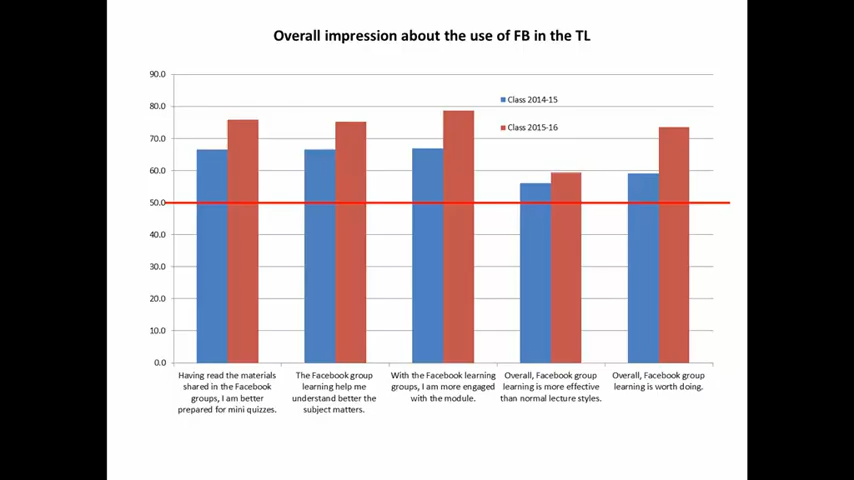 Overall impression about the use of FB in the TL
90.0
80.0
70.0
60.0
50.0
40.0
30.0
20.0
10.0
0.0
Class 2014-15
Class 2015-16
Having read the materials
shared in the Facebook
groups, I am better
prepared for mini quizzes.
The Facebook group
learning help me
understand better the
subject matters.
With the Facebook learning
groups, I am more engaged
with the module.
Overall, Facebook group
learning is more effective
than normal lecture styles.
Overall, Facebook group
learning is worth doing.